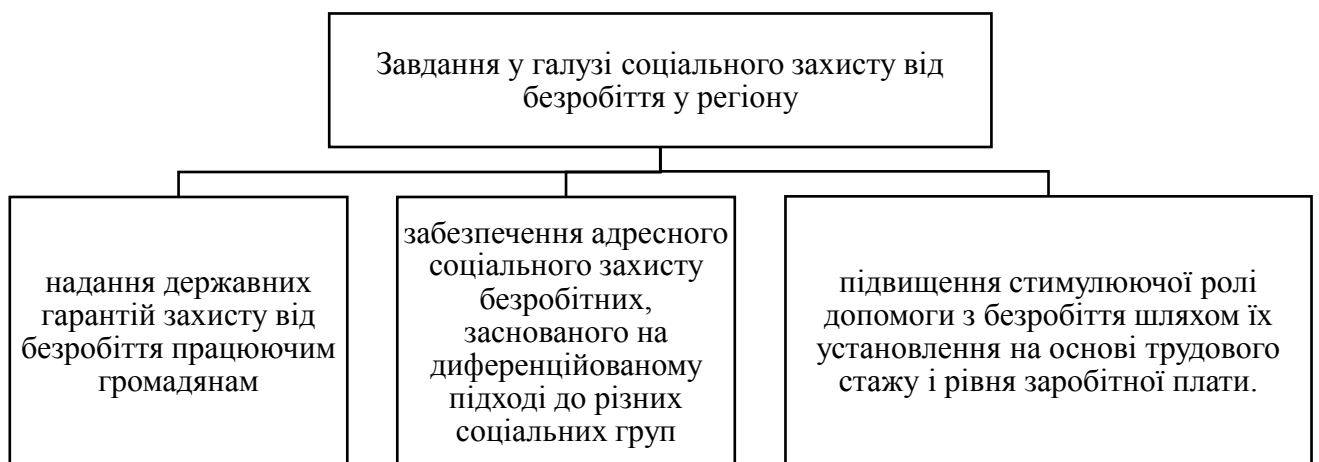 Завдання у галузі соціального захисту від
безробіття у регіону
надання державних
гарантій захисту від
безробіття працюючим
громадянам
забезпечення адресного
соціального захисту
безробітних,
заснованого на
диференційованому
підході до різних
соціальних груп
підвищення стимулюючої ролі
допомоги з безробіття шляхом їх
установлення на основі трудового
стажу і рівня заробітної плати.